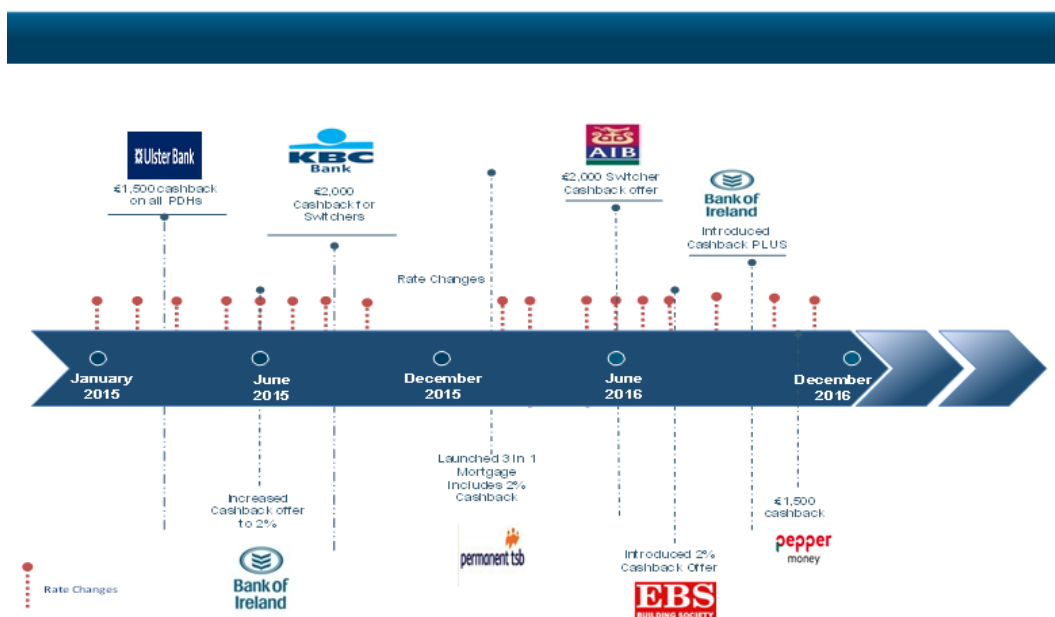 Ulster Bank
€1,500 cashback
on all PDHs
KBC
Bank
€2,000
Cashback for
Switchers
AIB
€2,000 Switcher
Cashback offer
Bank of
Ireland
Introduced
Cashback PLUS
Rate Changes
January
2015
June
2015
December
2015
June
2016
December
2016
Increased
Cashback offer
to 2%
Bank of
Ireland
Launched 3 in 1
Mortgage
Includes 2%
Cashback
permanent tsb
Introduced 2%
Cashback Offer
EBS
BUILDING SOCIETY
€1,500
cashback
pepper
money
Rate Changes